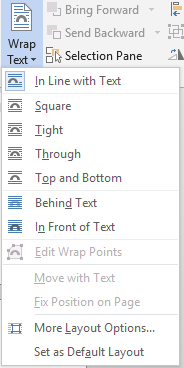 Wrap
Text
Bring Forward
Send Backward
Selection Pane
In Line with Text
Square
Tight
Through
Top and Bottom
Behind Text
In Front of Text
Edit Wrap Points
Move with Text
Fix Position on Page
More Layout Options...
Set as Default Layout